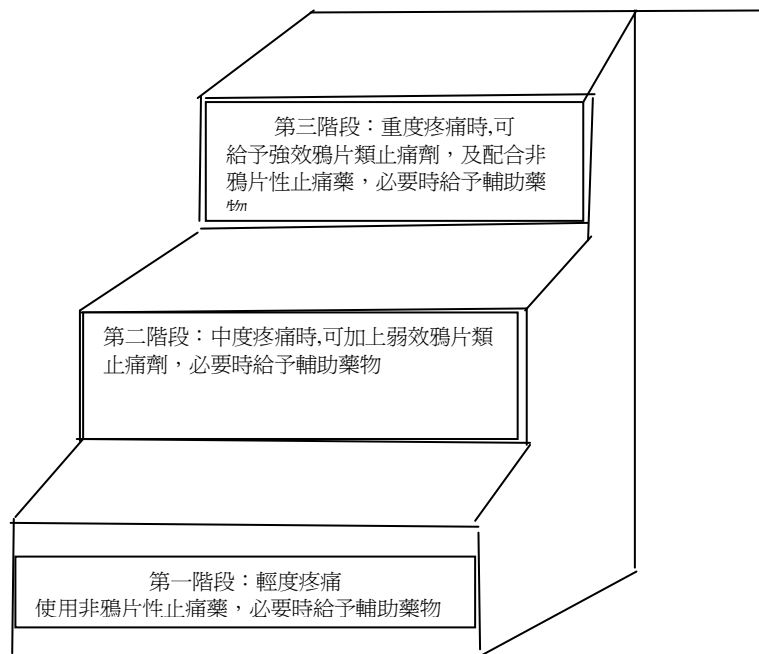 第三階段：重度疼痛時,可
給予強效鴉片類止痛劑，及配合非
鴉片性止痛藥，必要時給予輔助藥
物
第二階段：中度疼痛時,可加上弱效鴉片類
止痛劑，必要時給予輔助藥物
第一階段：輕度疼痛
使用非鴉片性止痛藥，必要時給予輔助藥物